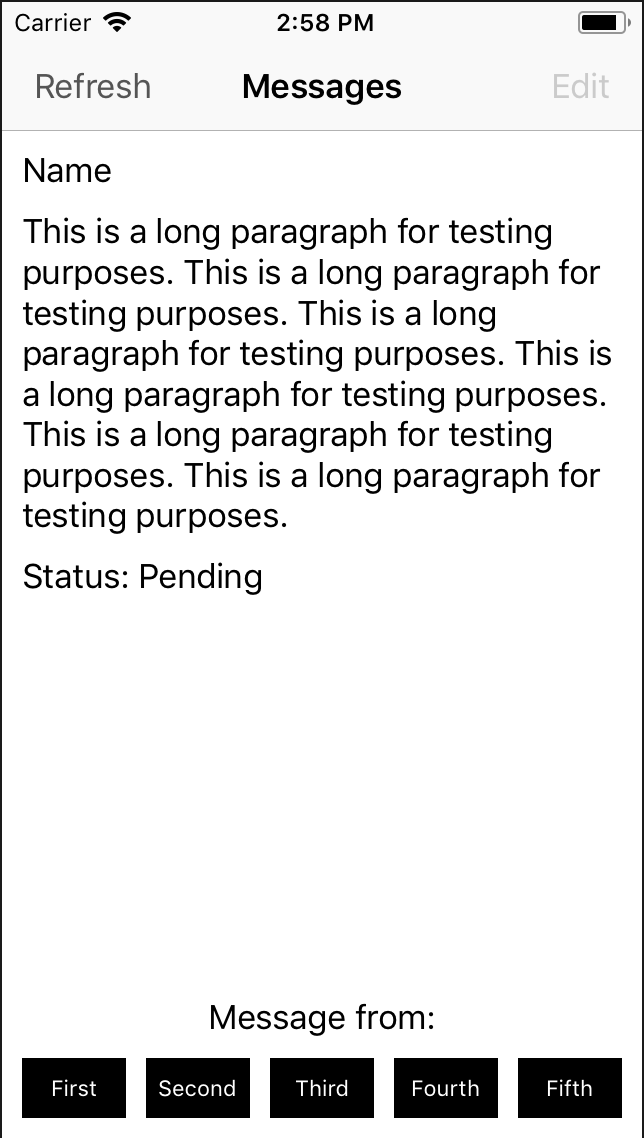 Carrier 2:58 PM
Refresh Messages Edit
Name
This is a long paragraph for testing
purposes. This is a long paragraph for
testing purposes. This is a long
paragraph for testing purposes. This is
a long paragraph for testing purposes.
This is a long paragraph for testing
purposes. This is a long paragraph for
testing purposes.
Status: Pending
Message from:
First Second Third Fourth Fifth